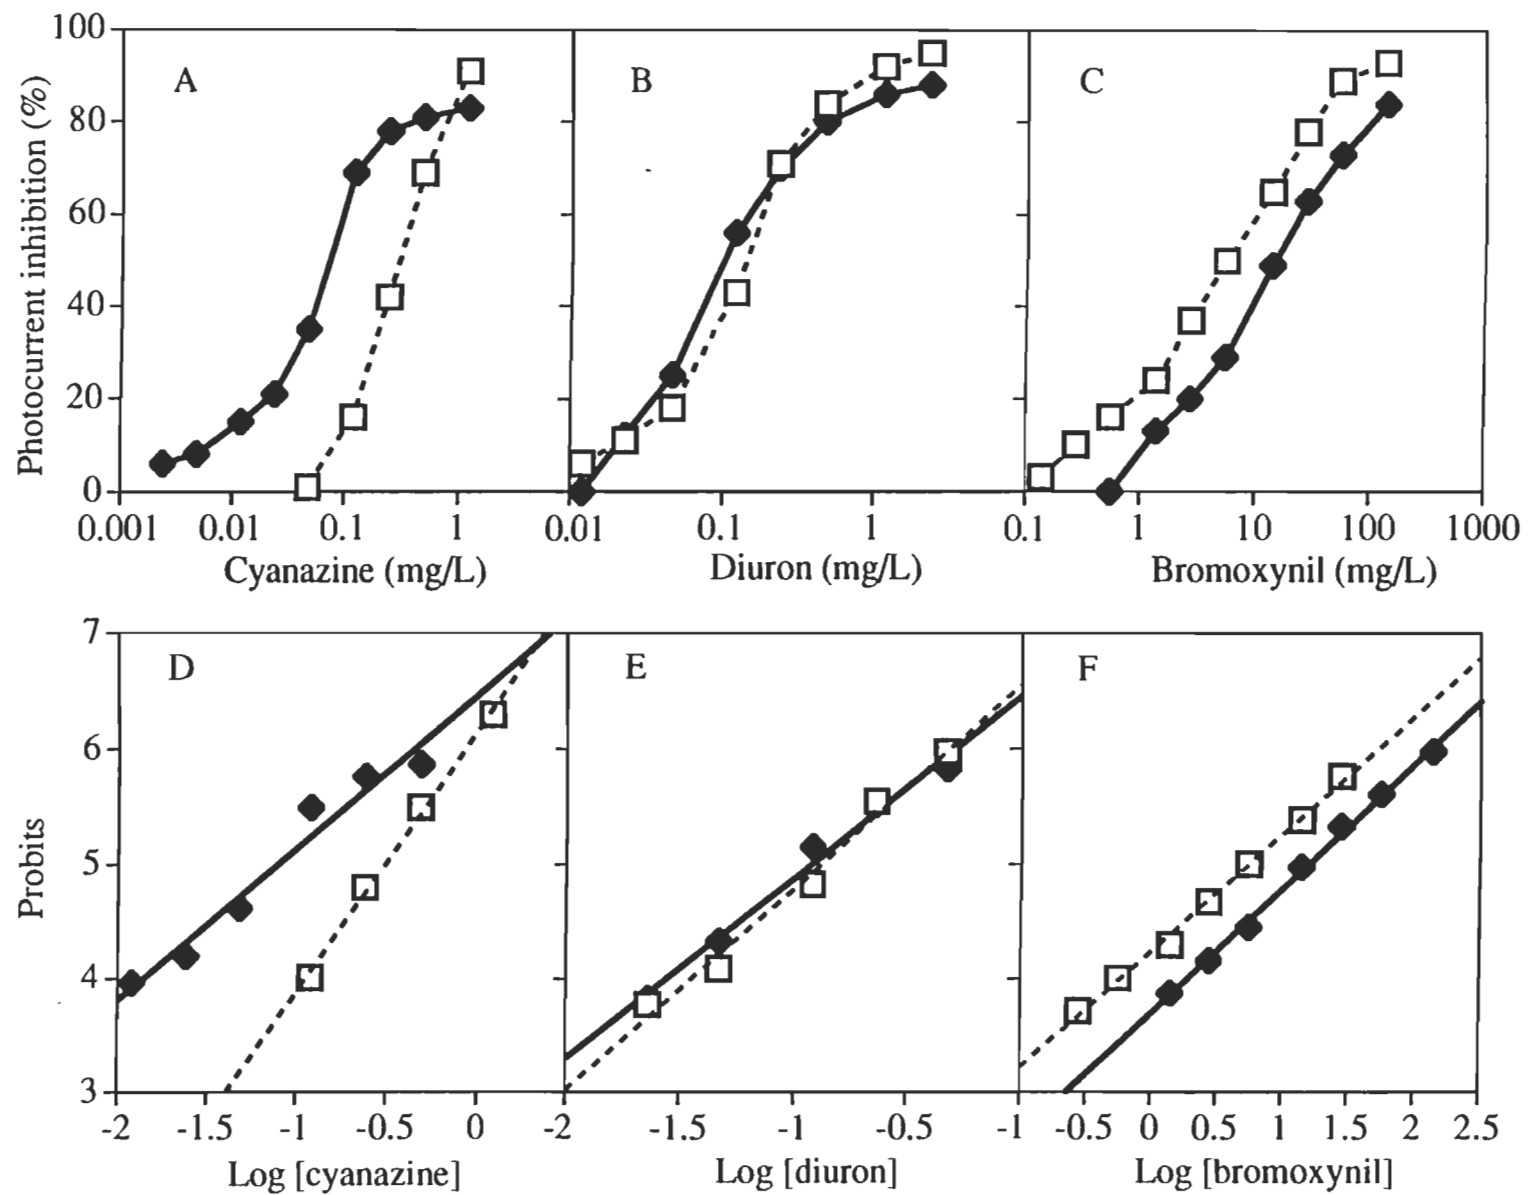 Photocurrent inhibition (%)
100
80
60
40
20
0
A
B
C
0.001 0.01 0.1 1 0.01 0.1 1 0.1 1 10 100 1000
Cyanazine (mg/L) Diuron (mg/L) Bromoxynil (mg/L)
Probits
7
6
5
4
3
D
E
F
-2 -1.5 -1 -0.5 0 -2 -1.5 -1 -0.5 -1 -0.5 0 0.5 1 1.5 2 2.5
Log [cyanazine] Log [diuron] Log [bromoxynil]